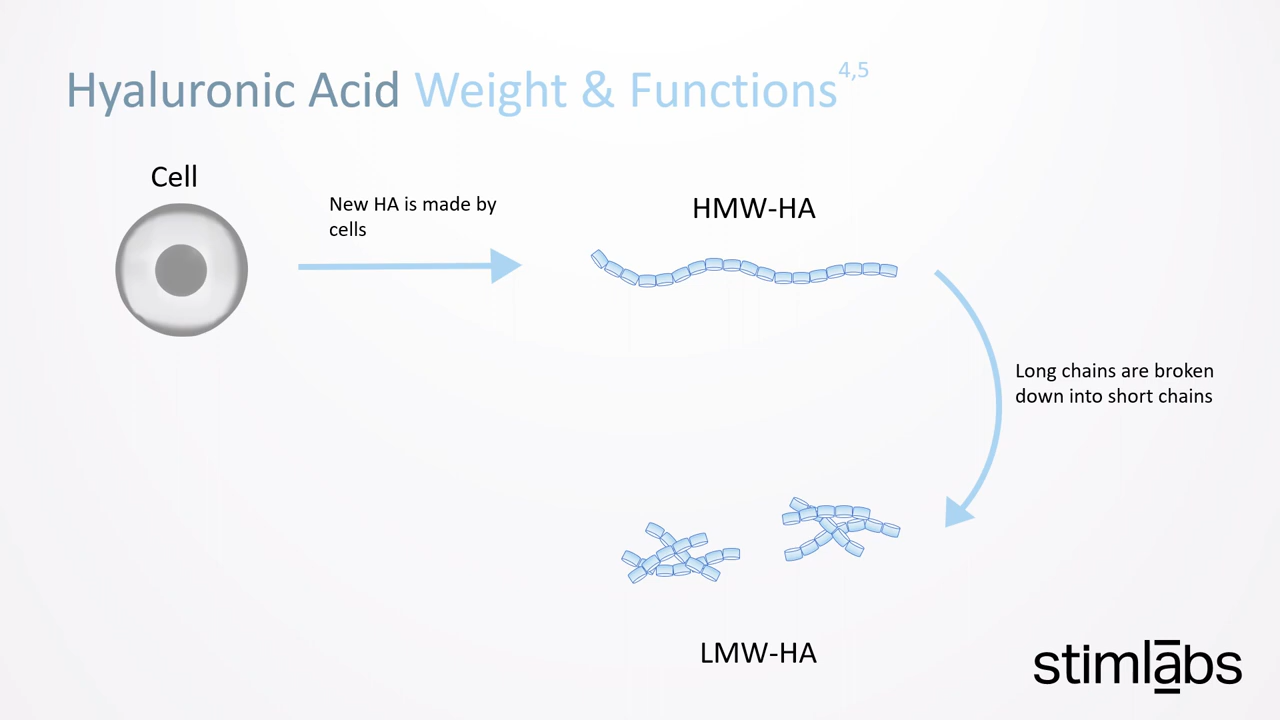 Hyaluronic Acid Weight & Functions4,5
Cell
New HA is made by
cells
HMW-HA
Long chains are broken
down into short chains
LMW-HA
stimlābs